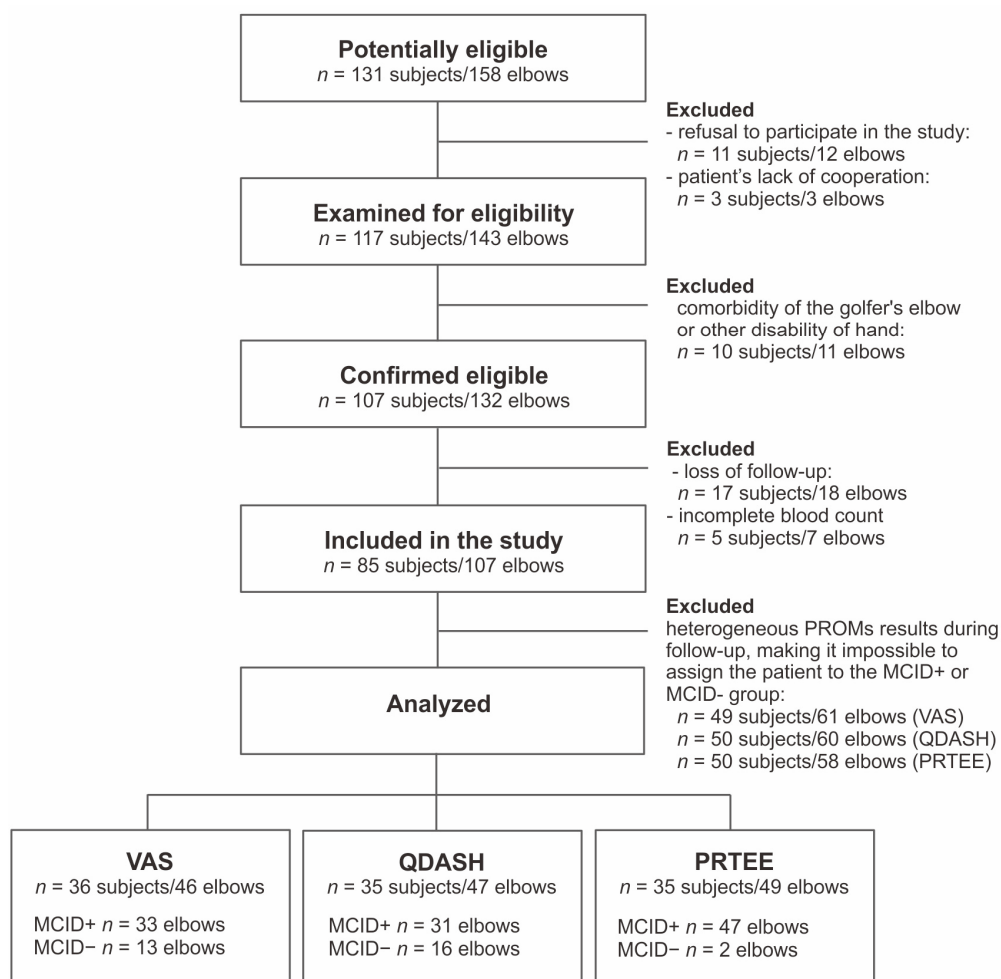 Potentially eligible
n = 131 subjects/158 elbows
Excluded
- refusal to participate in the study:
n = 11 subjects/12 elbows
- patient's lack of cooperation:
n = 3 subjects/3 elbows
Examined for eligibility
n = 117 subjects/143 elbows
Excluded
comorbidity of the golfer's elbow
or other disability of hand:
n = 10 subjects/11 elbows
Confirmed eligible
n = 107 subjects/132 elbows
Excluded
- loss of follow-up:
n = 17 subjects/18 elbows
- incomplete blood count
n = 5 subjects/7 elbows
Included in the study
n = 85 subjects/107 elbows
Excluded
heterogeneous PROMs results during
follow-up, making it impossible to
assign the patient to the MCID+ or
MCID- group:
n = 49 subjects/61 elbows (VAS)
n = 50 subjects/60 elbows (QDASH)
n = 50 subjects/58 elbows (PRTEE)
Analyzed
VAS
n = 36 subjects/46 elbows
MCID+ n = 33 elbows
MCID− n = 13 elbows
QDASH
n = 35 subjects/47 elbows
MCID+ n = 31 elbows
MCID− n = 16 elbows
PRTEE
n = 35 subjects/49 elbows
MCID+ n = 47 elbows
MCID− n = 2 elbows